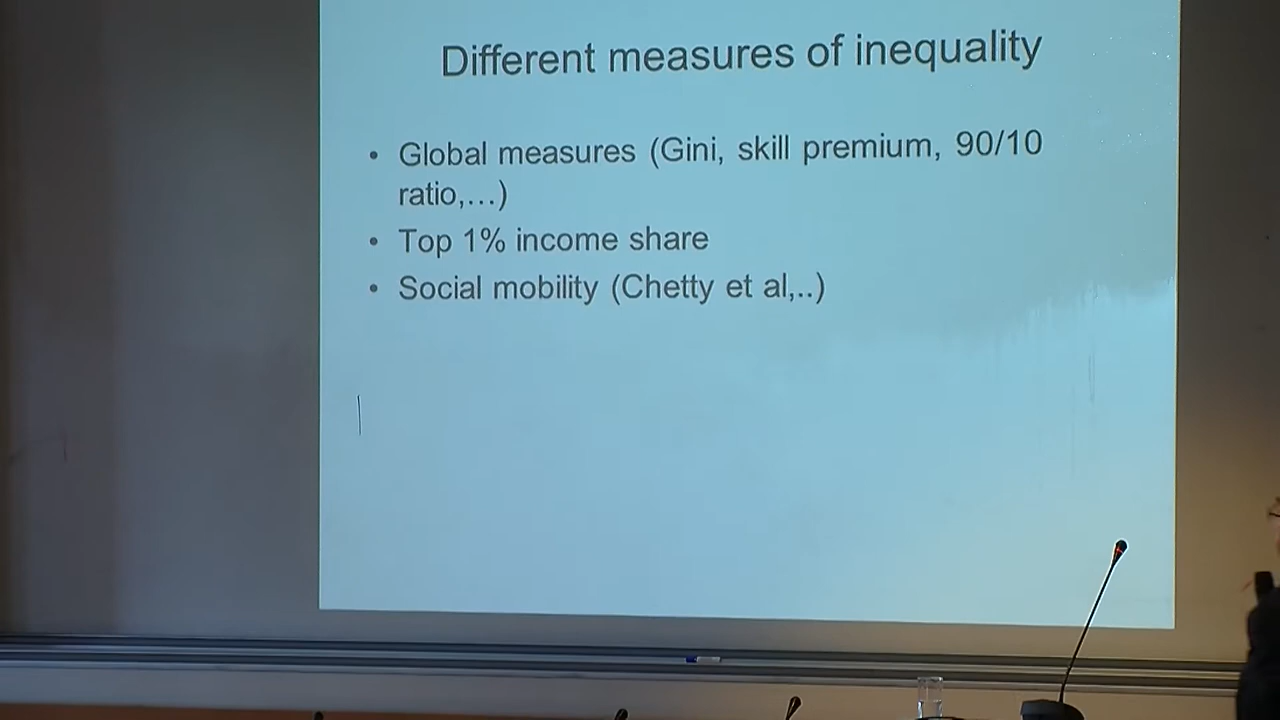 Different measures of inequality
• Global measures (Gini, skill premium, 90/10
ratio,…)
• Top 1% income share
• Social mobility (Chetty et al,..)